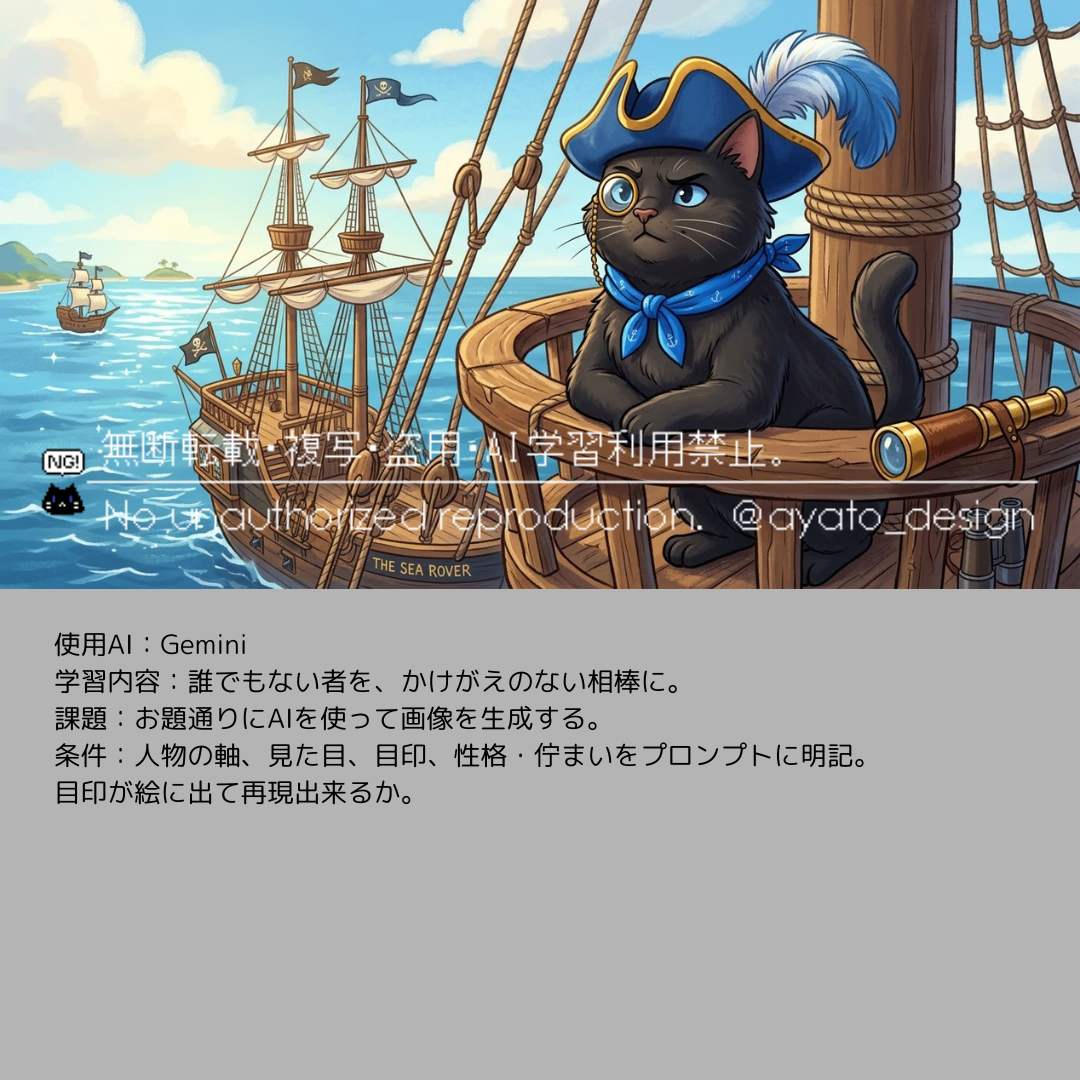 NG!
無断転載・複写・盗用・AI学習利用禁止。
No unauthorized reproduction. @ayato_design
THE SEA ROVER
使用AI：Gemini
学習内容：誰でもない者を、かけがえのない相棒に。
課題：お題通りにAIを使って画像を生成する。
条件：人物の軸、見た目、目印、性格・佇まいをプロンプトに明記。
目印が絵に出て再現出来るか。